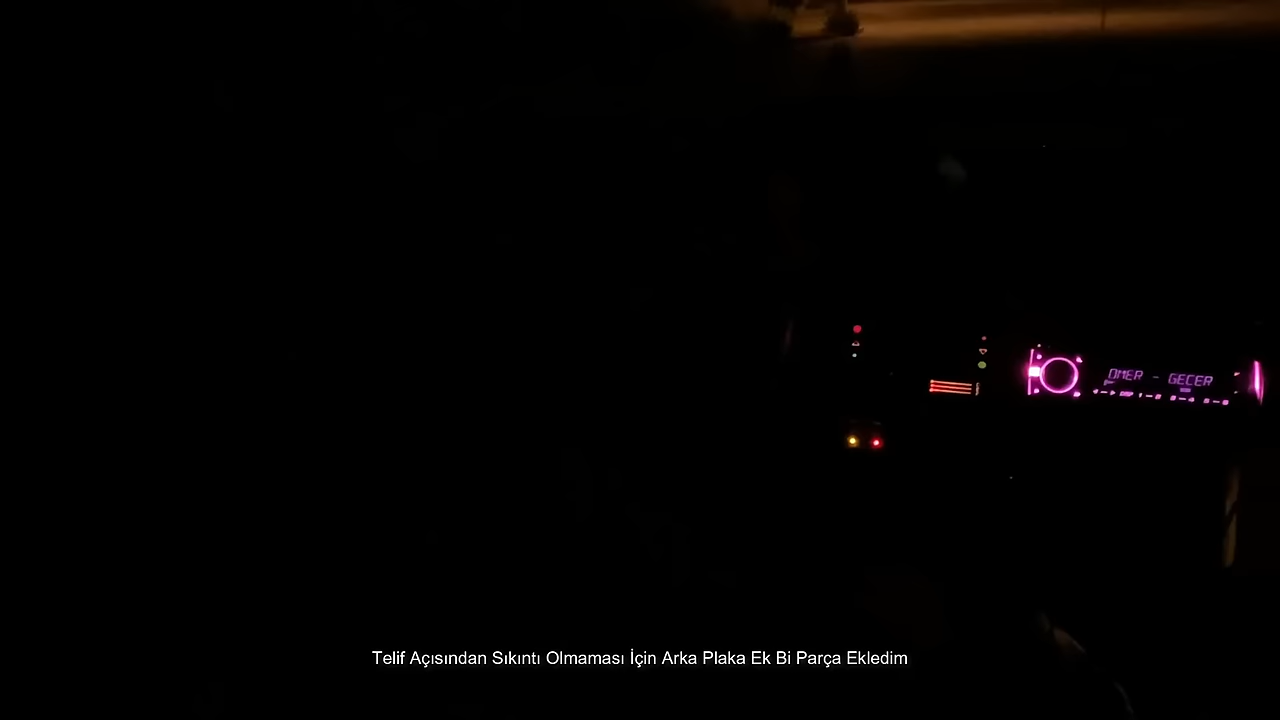 OMER - GECER
Telif Açısından Sıkıntı Olmaması İçin Arka Plaka Ek Bi Parça Ekledim